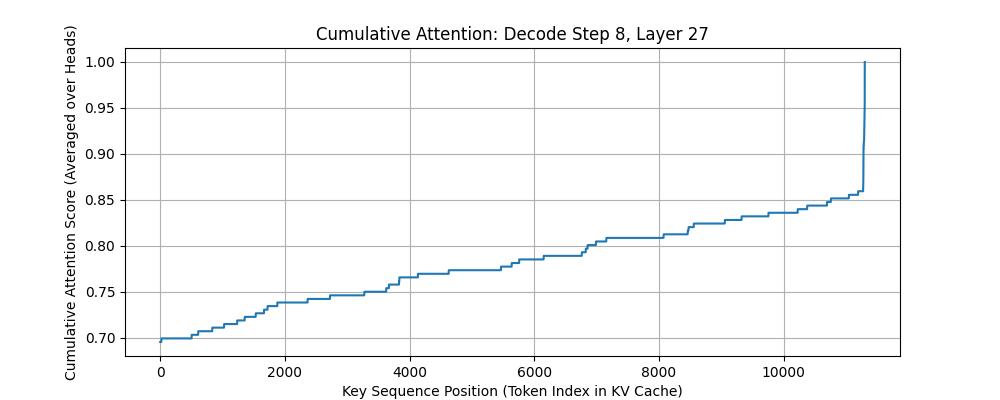 Cumulative Attention: Decode Step 8, Layer 27
Cumulative Attention Score (Averaged over Heads)
1.00
0.95
0.90
0.85
0.80
0.75
0.70
0 2000 4000 6000 8000 10000
Key Sequence Position (Token Index in KV Cache)